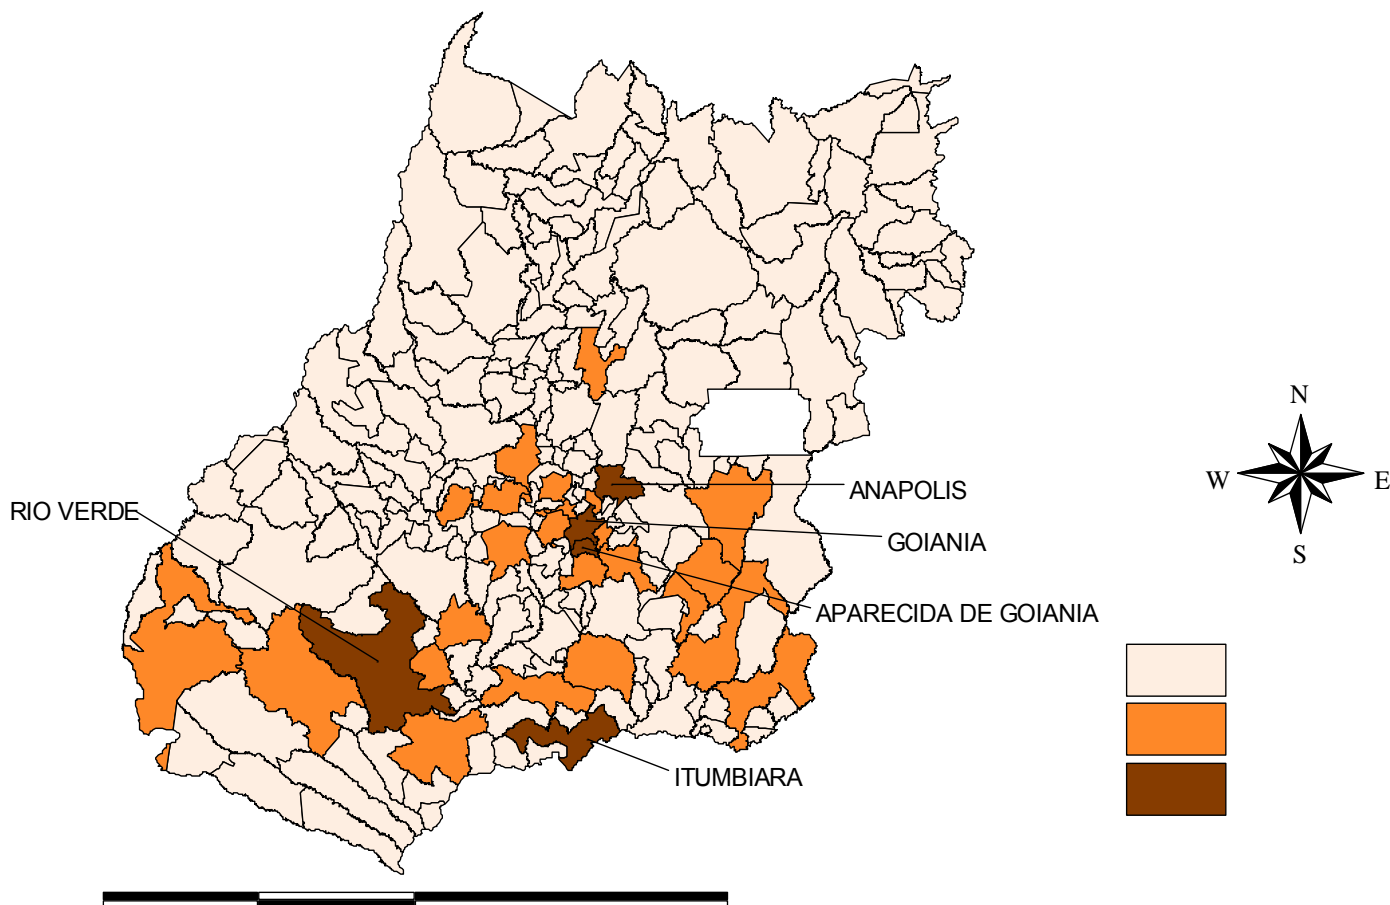 N
W E
S
RIO VERDE
ANAPOLIS
GOIANIA
APARECIDA DE GOIANIA
ITUMBIARA